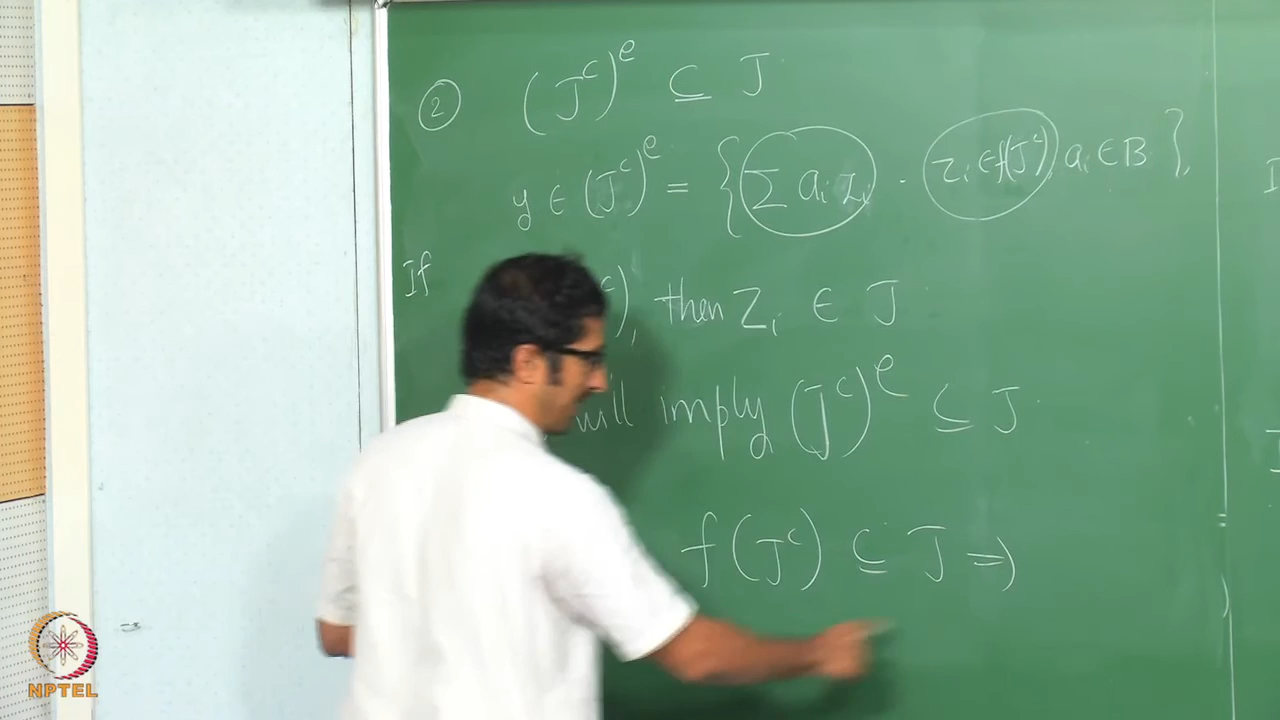 ② (J^c)^e ⊆ J
y ∈ (J^c)^e = { Σ a_i z_i . z_i ∈ f(J^c), a_i ∈ B },
If c), then z_i ∈ J
will imply (J^c)^e ⊆ J.
f(J^c) ⊆ J ⇒
NPTEL